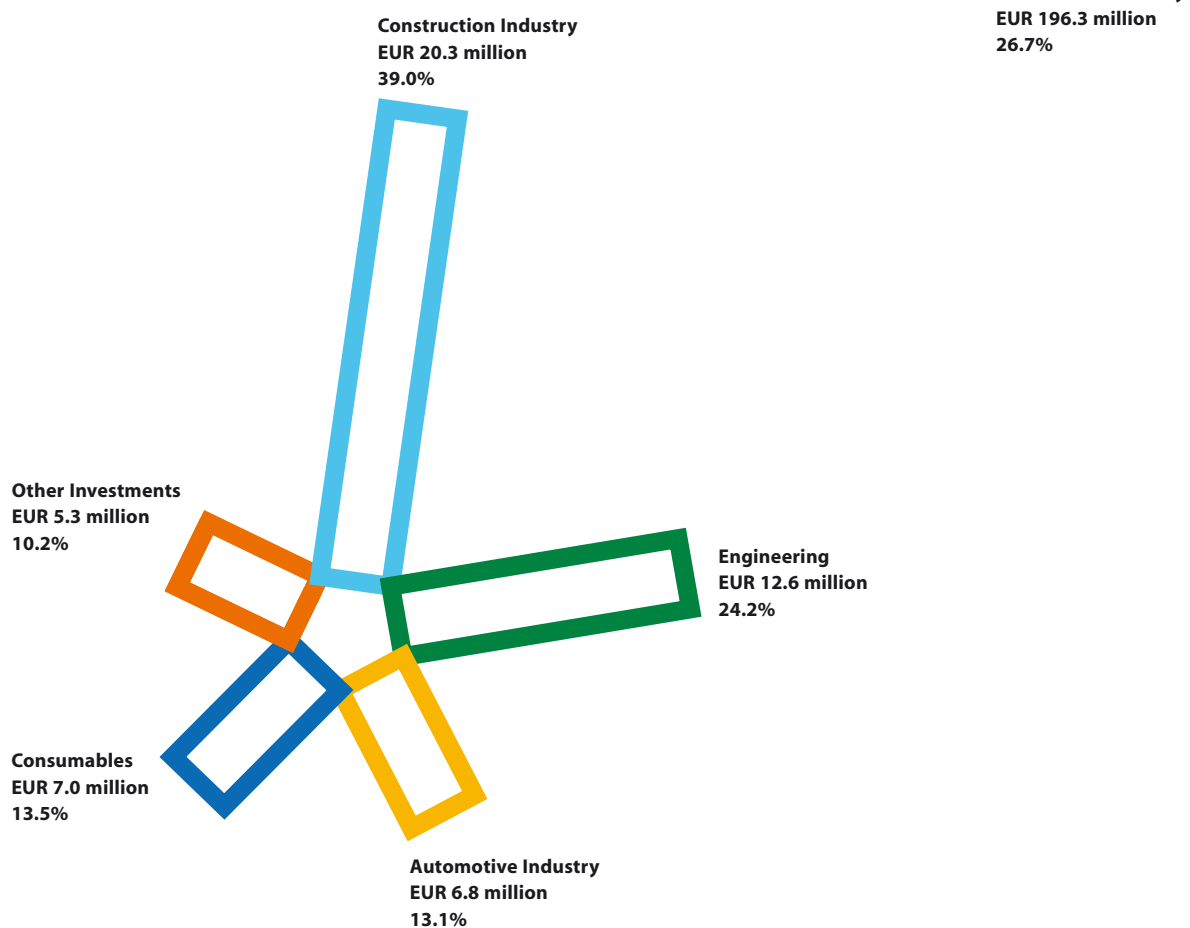 Construction Industry
EUR 20.3 million
39.0%
EUR 196.3 million
26.7%
Other Investments
EUR 5.3 million
10.2%
Engineering
EUR 12.6 million
24.2%
Consumables
EUR 7.0 million
13.5%
Automotive Industry
EUR 6.8 million
13.1%